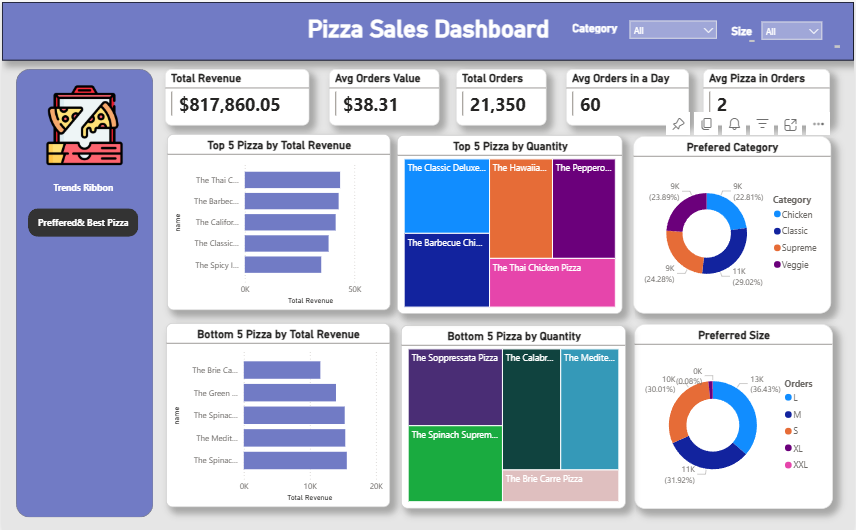 Pizza Sales Dashboard
Category
All
Size
All
Trends Ribbon
Preffered& Best Pizza
Total Revenue
$817,860.05
Avg Orders Value
$38.31
Total Orders
21,350
Avg Orders in a Day
60
Avg Pizza in Orders
2
Top 5 Pizza by Total Revenue
name
The Thai C...
The Barbec...
The Califor...
The Classic...
The Spicy I...
0K
50K
Total Revenue
Top 5 Pizza by Quantity
The Classic Deluxe...
The Hawaiia...
The Peppero...
The Barbecue Chi...
The Thai Chicken Pizza
Prefered Category
9K
(23.89%)
9K
(22.81%)
9K
(24.28%)
11K
(29.02%)
Category
Chicken
Classic
Supreme
Veggie
Bottom 5 Pizza by Total Revenue
name
The Brie Ca...
The Green ...
The Spinac...
The Medit...
The Spinac...
0K
10K
20K
Total Revenue
Bottom 5 Pizza by Quantity
The Soppressata Pizza
The Calabr...
The Medite...
The Spinach Suprem...
The Brie Carre Pizza
Preferred Size
0K
(0.08%)
10K
(30.01%)
13K
(36.43%)
11K
(31.92%)
Orders
L
M
S
XL
XXL